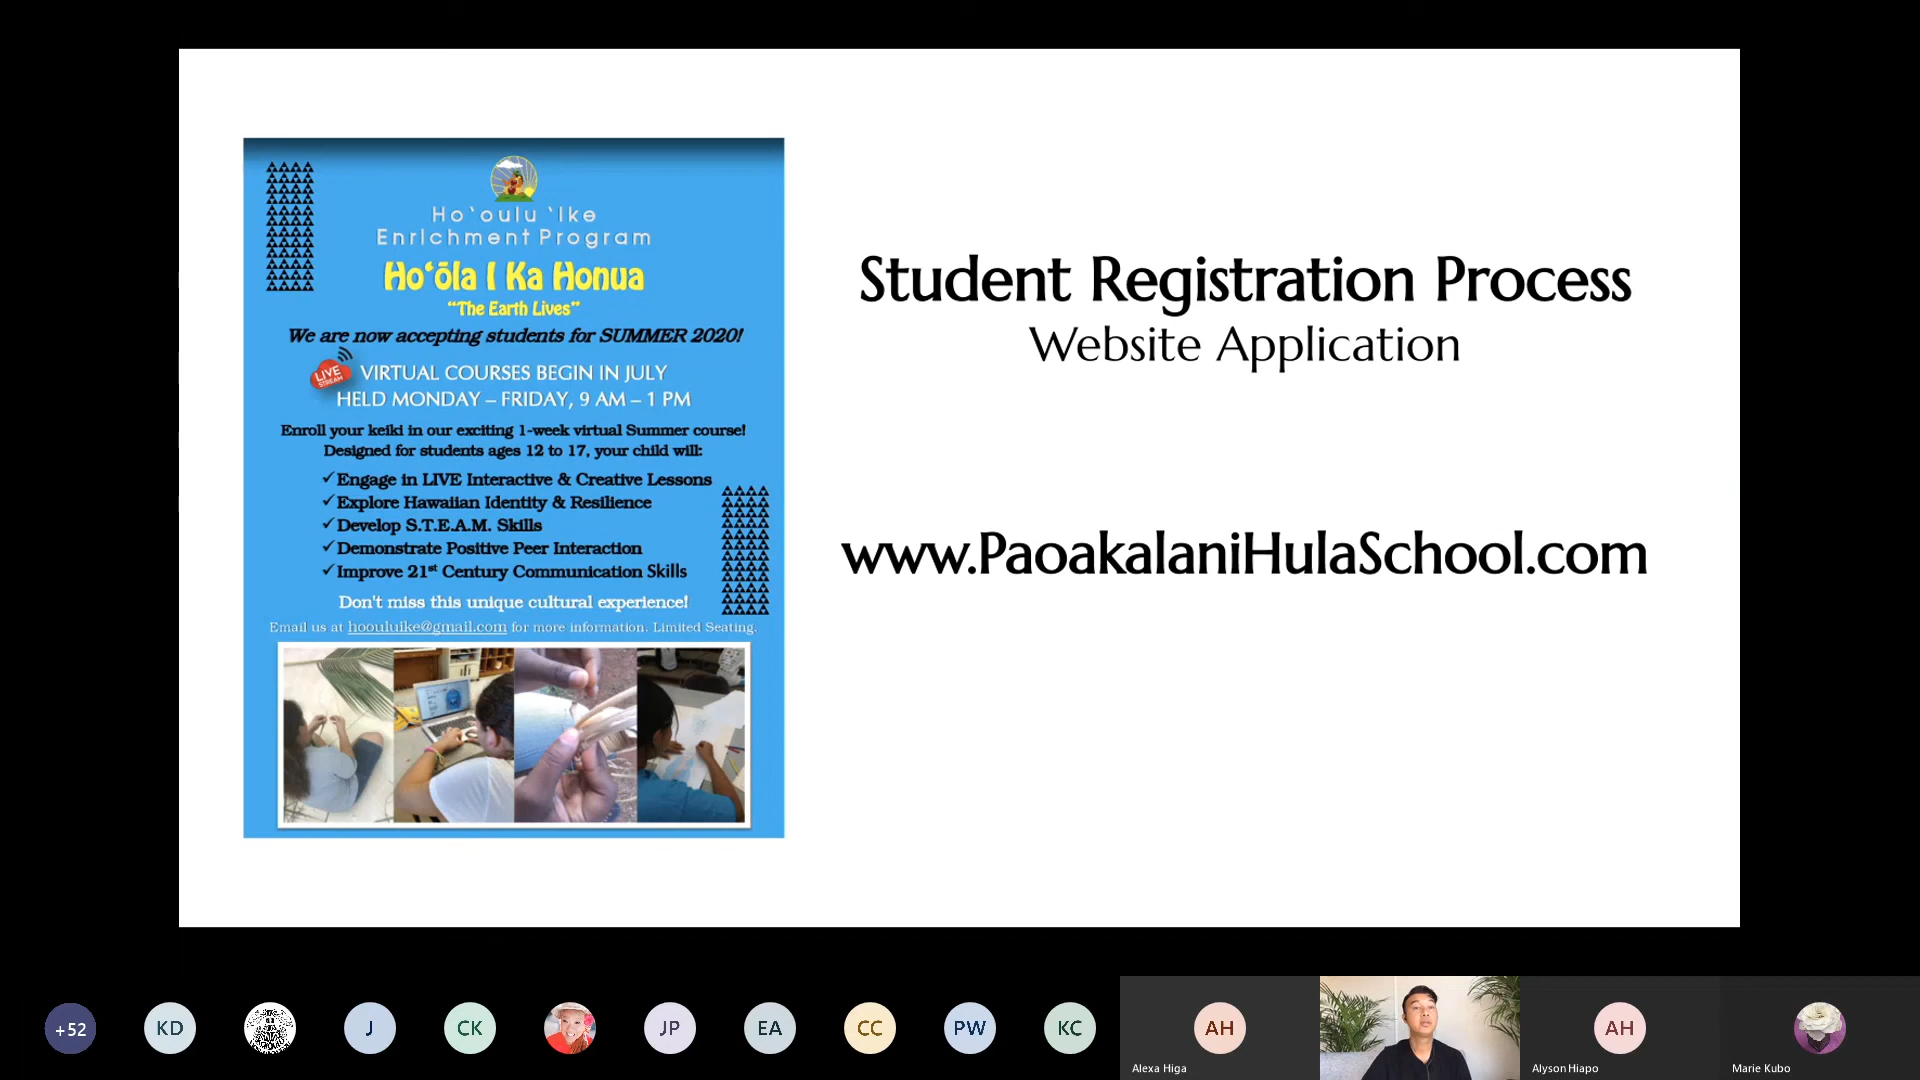 Ho`oulu `Ike
Enrichment Program
Hoʻōla I Ka Honua
“The Earth Lives”
We are now accepting students for SUMMER 2020!
LIVE
STREAM
VIRTUAL COURSES BEGIN IN JULY
HELD MONDAY – FRIDAY, 9 AM – 1 PM
Enroll your keiki in our exciting 1-week virtual Summer course!
Designed for students ages 12 to 17, your child will:
✓Engage in LIVE Interactive & Creative Lessons
✓Explore Hawaiian Identity & Resilience
✓Develop S.T.E.A.M. Skills
✓Demonstrate Positive Peer Interaction
✓Improve 21st Century Communication Skills
Don't miss this unique cultural experience!
Email us at hoouluike@gmail.com for more information. Limited Seating.
Student Registration Process
Website Application
www.PaoakalaniHulaSchool.com
+52
KD
J
CK
JP
EA
CC
PW
KC
AH
Alexa Higa
AH
Alyson Hiapo
Marie Kubo